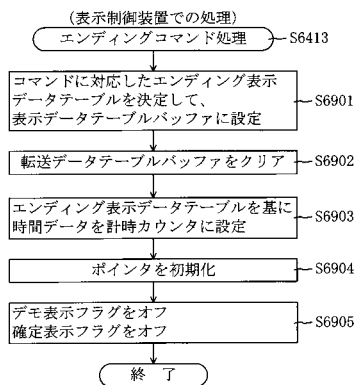 (表示制御装置での処理)
エンディングコマンド処理 S6413
コマンドに対応したエンディング表示
データテーブルを決定して、
表示データテーブルバッファに設定
S6901
転送データテーブルバッファをクリア S6902
エンディング表示データテーブルを基に
時間データを計時カウンタに設定
S6903
ポインタを初期化 S6904
デモ表示フラグをオフ
確定表示フラグをオフ
S6905
終 了